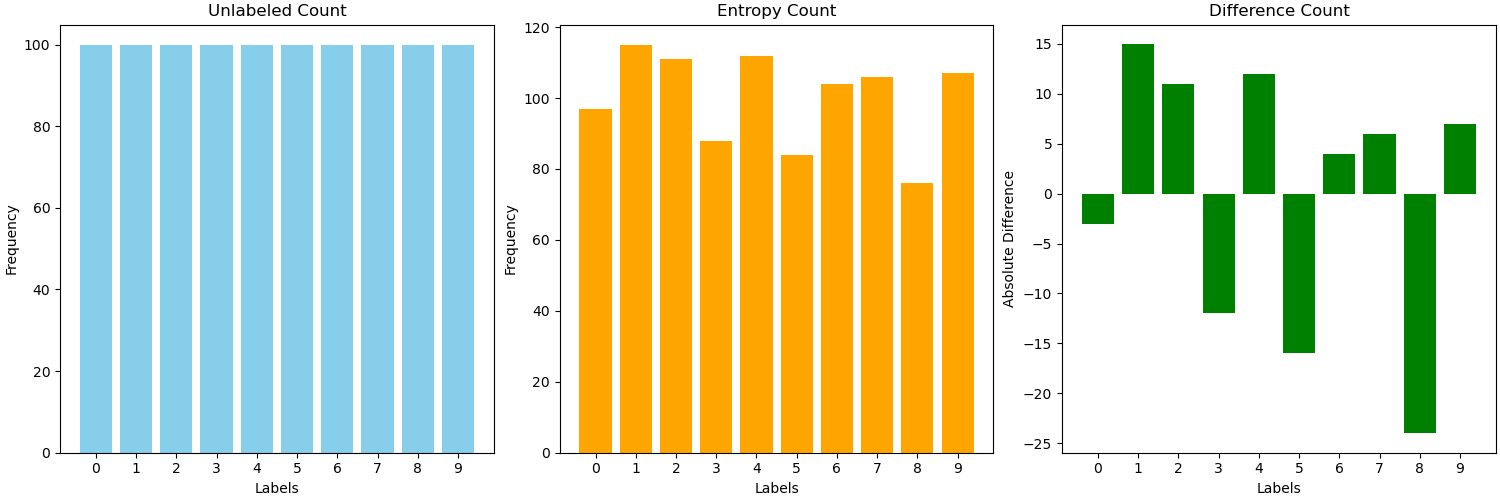 Unlabeled Count
100
80
60
40
20
0
Frequency
0 1 2 3 4 5 6 7 8 9
Labels
Entropy Count
120
100
80
60
40
20
0
Frequency
0 1 2 3 4 5 6 7 8 9
Labels
Difference Count
15
10
5
0
−5
−10
−15
−20
−25
Absolute Difference
0 1 2 3 4 5 6 7 8 9
Labels